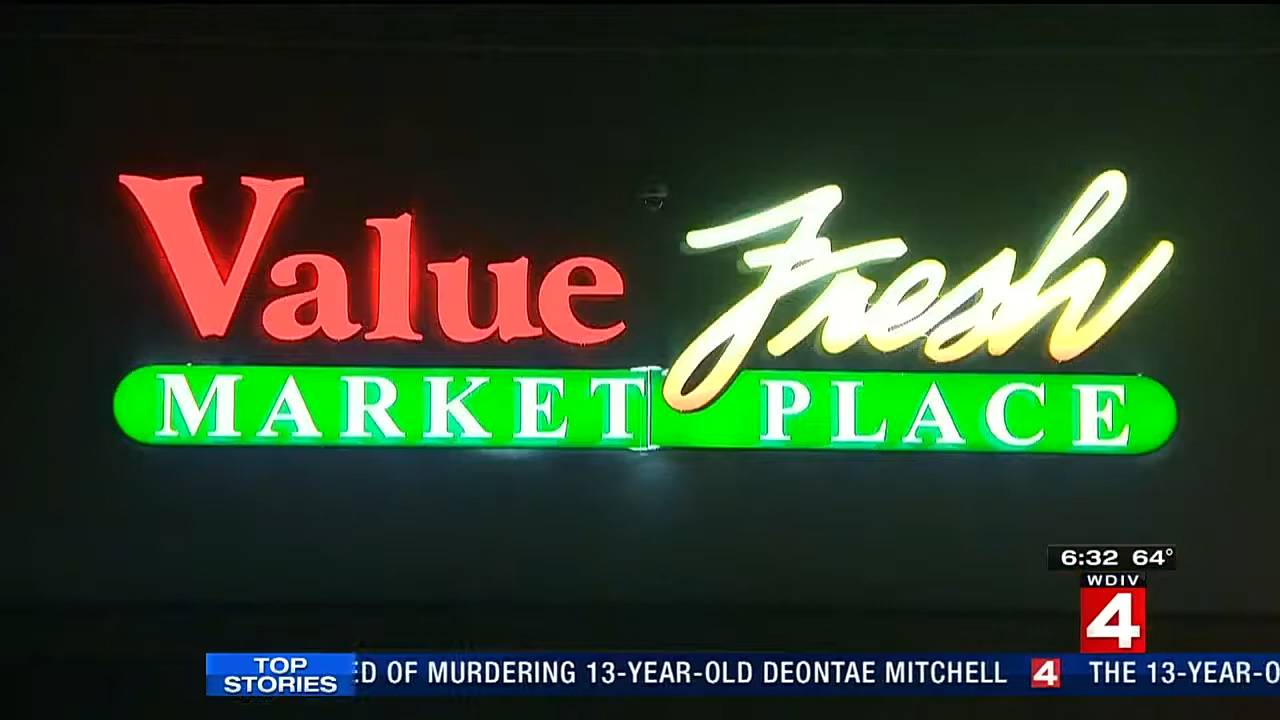 Value Fresh
MARKET PLACE
6:32 64°
WDIV
4
TOP
STORIES
ED OF MURDERING 13-YEAR-OLD DEONTAE MITCHELL 4 THE 13-YEAR-O